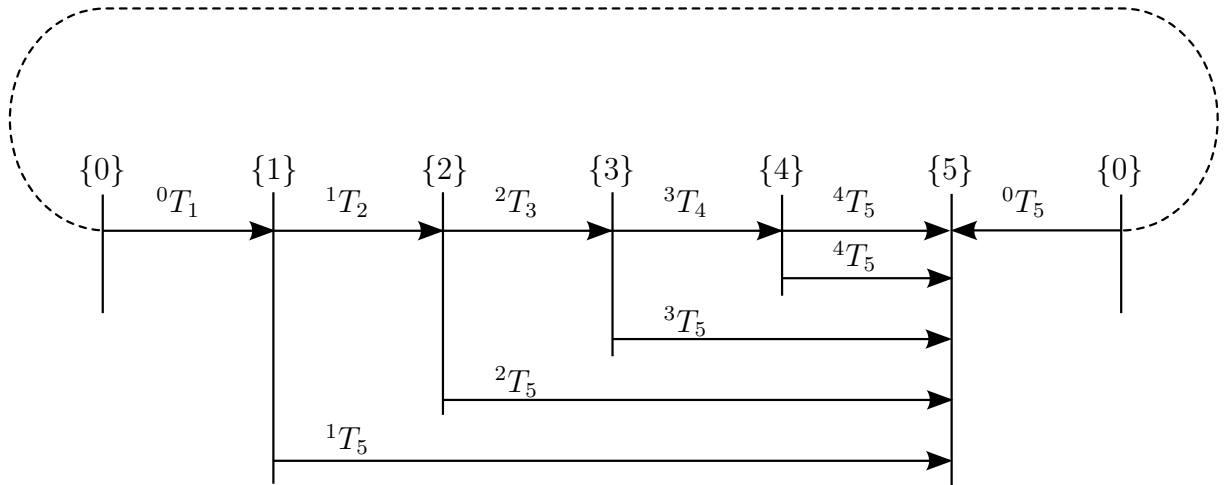 {0} {1} {2} {3} {4} {5} {0}
⁰T₁ ¹T₂ ²T₃ ³T₄ ⁴T₅ ⁰T₅
⁴T₅
³T₅
²T₅
¹T₅